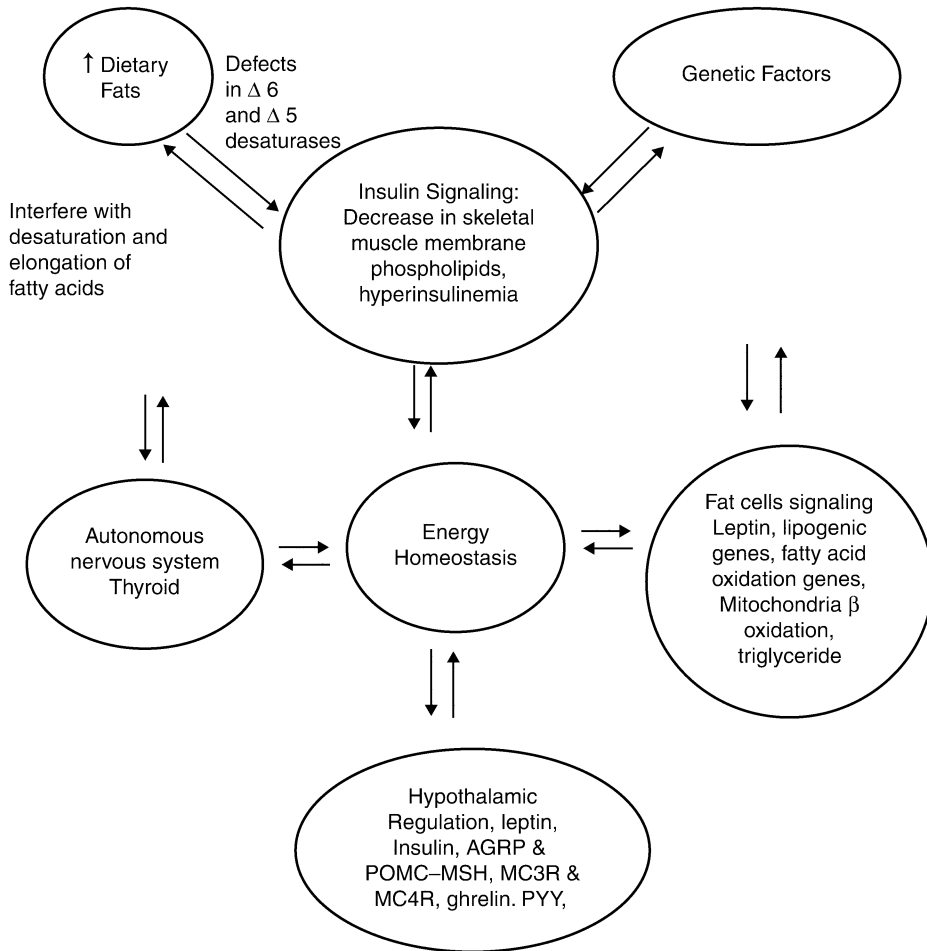 ↑ Dietary
Fats
Defects
in Δ 6
and Δ 5
desaturases
Genetic Factors
Interfere with
desaturation and
elongation of
fatty acids
Insulin Signaling:
Decrease in skeletal
muscle membrane
phospholipids,
hyperinsulinemia
Autonomous
nervous system
Thyroid
Energy
Homeostasis
Fat cells signaling
Leptin, lipogenic
genes, fatty acid
oxidation genes,
Mitochondria β
oxidation,
triglyceride
Hypothalamic
Regulation, leptin,
Insulin, AGRP &
POMC–MSH, MC3R &
MC4R, ghrelin. PYY,